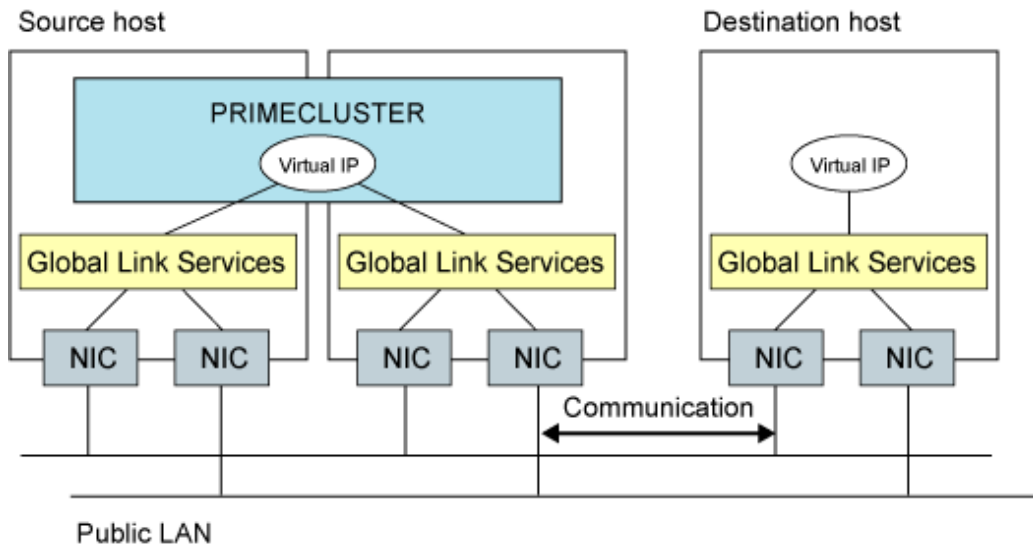 Source host
Destination host
PRIMECLUSTER
Virtual IP
Virtual IP
Global Link Services
Global Link Services
Global Link Services
NIC
NIC
NIC
NIC
NIC
NIC
Communication
Public LAN